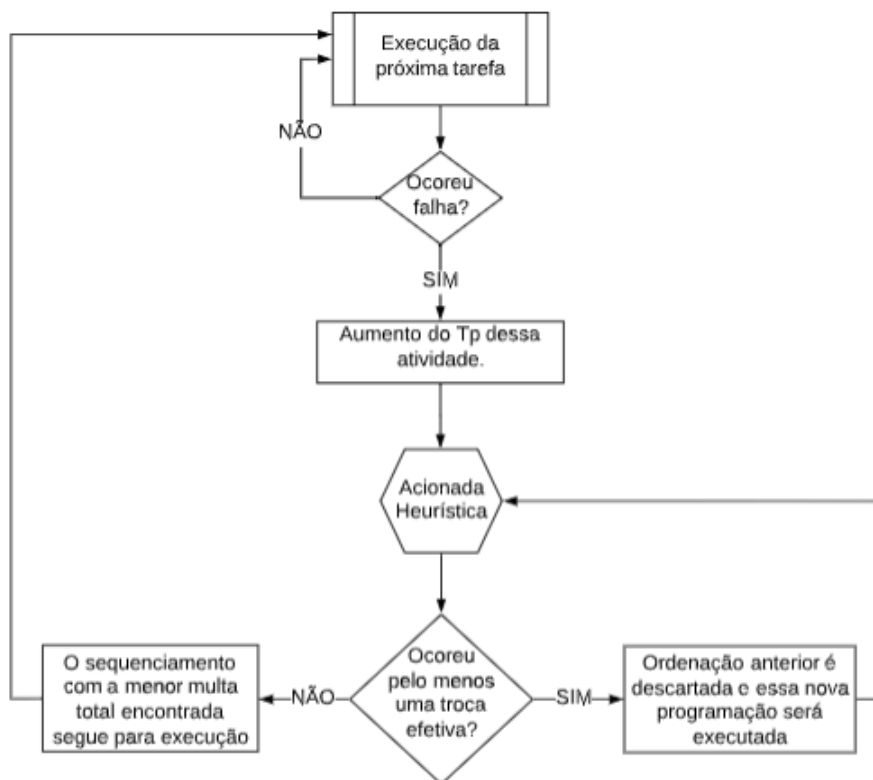 Execução da
próxima tarefa
NÃO
Ocoreu
falha?
SIM
Aumento do Tp dessa
atividade.
Acionada
Heurística
O sequenciamento
com a menor multa
total encontrada
segue para execução
NÃO
Ocoreu
pelo menos
uma troca
efetiva?
SIM
Ordenação anterior é
descartada e essa nova
programação será
executada